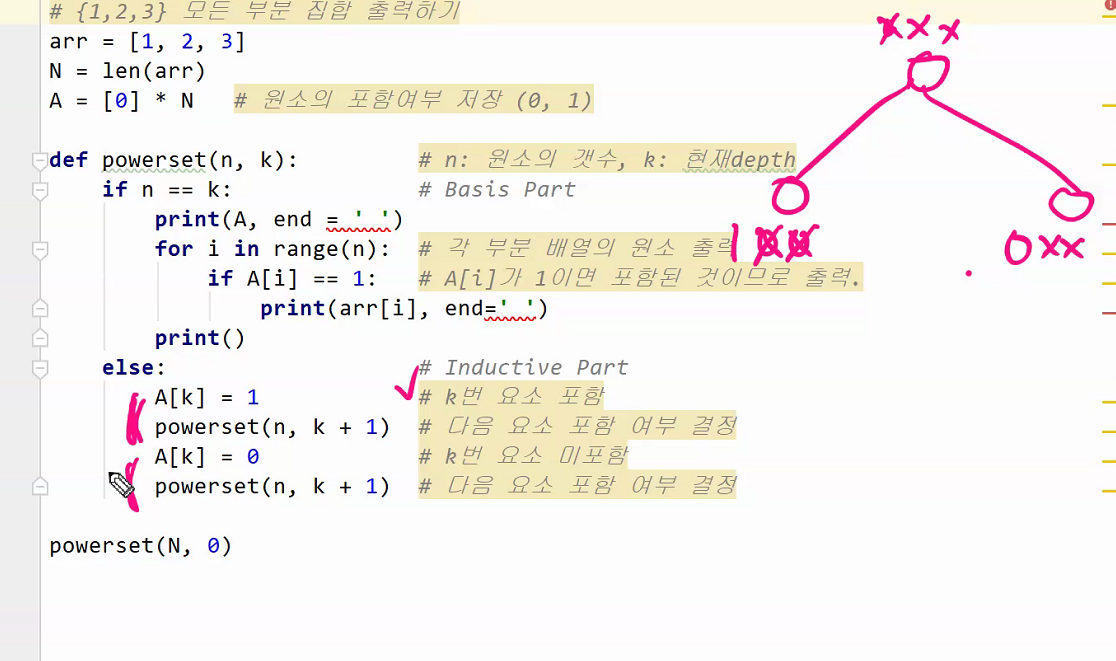 # {1,2,3} 모든 부분 집합 출력하기
arr = [1, 2, 3]
N = len(arr)
A = [0] * N # 원소의 포함여부 저장 (0, 1)
def powerset(n, k): # n: 원소의 갯수, k: 현재depth
if n == k: # Basis Part
print(A, end = ' ')
for i in range(n): # 각 부분 배열의 원소 출력
if A[i] == 1: # A[i]가 1이면 포함된 것이므로 출력.
print(arr[i], end=' ')
print()
else: # Inductive Part
A[k] = 1 # k번 요소 포함
powerset(n, k + 1) # 다음 요소 포함 여부 결정
A[k] = 0 # k번 요소 미포함
powerset(n, k + 1) # 다음 요소 포함 여부 결정
powerset(N, 0)
x x x
1 x x
0 x x